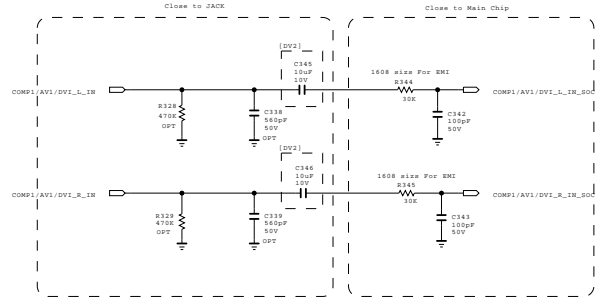 Close to JACK
Close to Main Chip
[DV2]
C345
10uF
10V
1608 sizs For EMI
COMP1/AV1/DVI_L_IN
R344
30K
COMP1/AV1/DVI_L_IN_SOC
R328
470K
OPT
C338
560pF
50V
OPT
C342
100pF
50V
[DV2]
C346
10uF
10V
1608 sizs For EMI
COMP1/AV1/DVI_R_IN
R345
30K
COMP1/AV1/DVI_R_IN_SOC
R329
470K
OPT
C339
560pF
50V
OPT
C343
100pF
50V